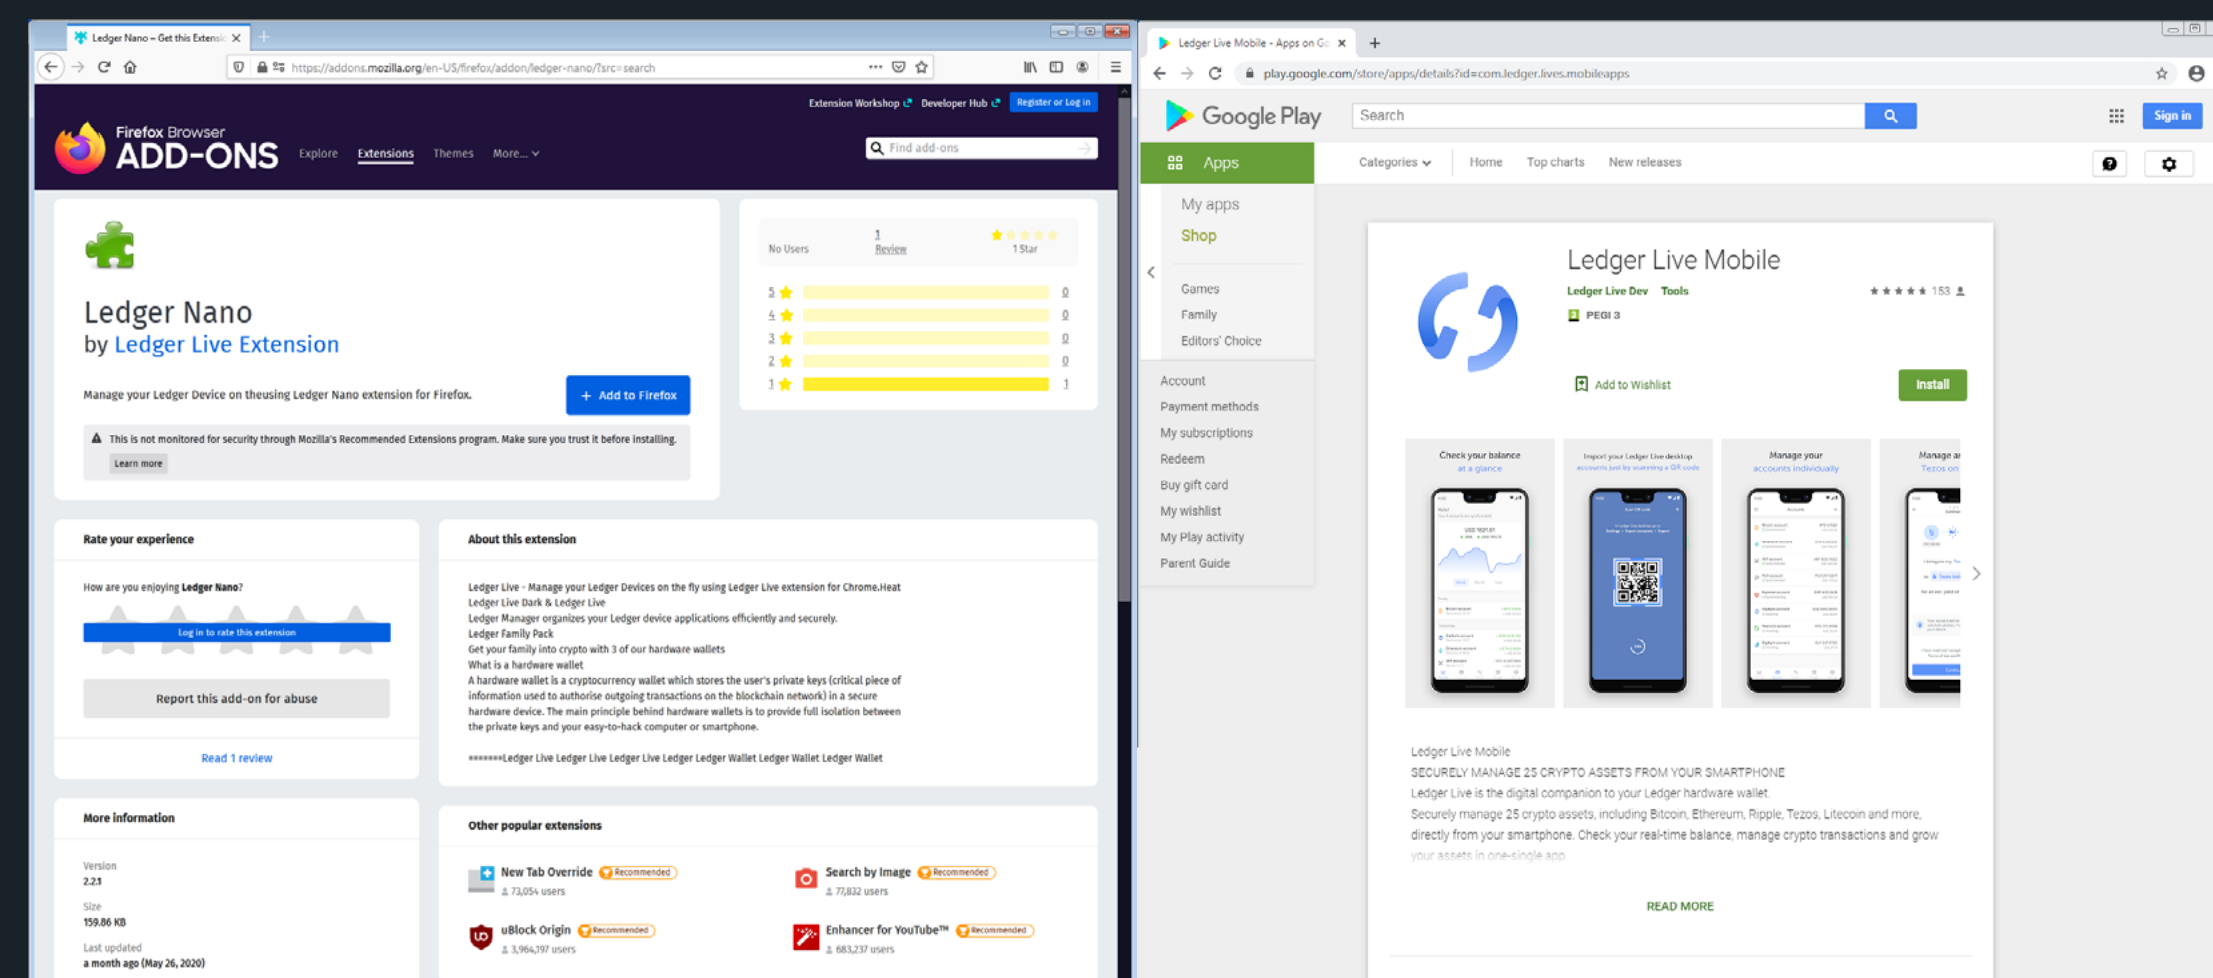 Ledger Nano – Get this Extensio
https://addons.mozilla.org/en-US/firefox/addon/ledger-nano/?src=search
Extension Workshop
Developer Hub
Register or Log in
Firefox Browser
ADD-ONS
Explore
Extensions
Themes
More...
Find add-ons
Ledger Nano
by Ledger Live Extension
Manage your Ledger Device on theusing Ledger Nano extension for Firefox.
+ Add to Firefox
This is not monitored for security through Mozilla's Recommended Extensions program. Make sure you trust it before installing.
Learn more
No Users
1
Review
1 Star
5 0
4 0
3 0
2 0
1 1
Rate your experience
How are you enjoying Ledger Nano?
Log in to rate this extension
Report this add-on for abuse
Read 1 review
About this extension
Ledger Live - Manage your Ledger Devices on the fly using Ledger Live extension for Chrome.Heat
Ledger Live Dark & Ledger Live
Ledger Manager organizes your Ledger device applications efficiently and securely.
Ledger Family Pack
Get your family into crypto with 3 of our hardware wallets
What is a hardware wallet
A hardware wallet is a cryptocurrency wallet which stores the user's private keys (critical piece of
information used to authorise outgoing transactions on the blockchain network) in a secure
hardware device. The main principle behind hardware wallets is to provide full isolation between
the private keys and your easy-to-hack computer or smartphone.
=======Ledger Live Ledger Live Ledger Live Ledger Ledger Wallet Ledger Wallet Ledger Wallet
More information
Version
2.2.1
Size
159.86 KB
Last updated
a month ago (May 26, 2020)
Other popular extensions
New Tab Override
Recommended
73,054 users
Search by Image
Recommended
77,832 users
uBlock Origin
Recommended
3,964,197 users
Enhancer for YouTube™
Recommended
683,237 users
Ledger Live Mobile - Apps on Go
play.google.com/store/apps/details?id=com.ledger.lives.mobileapps
Google Play
Search
Sign in
Apps
Categories
Home
Top charts
New releases
My apps
Shop
Games
Family
Editors' Choice
Account
Payment methods
My subscriptions
Redeem
Buy gift card
My wishlist
My Play activity
Parent Guide
Ledger Live Mobile
Ledger Live Dev Tools
153
PEGI 3
Add to Wishlist
Install
Check your balance
at a glance
Import your Ledger Live desktop
accounts just by scanning a QR code
Manage your
accounts individually
Manage ar
Tezos on
Ledger Live Mobile
SECURELY MANAGE 25 CRYPTO ASSETS FROM YOUR SMARTPHONE
Ledger Live is the digital companion to your Ledger hardware wallet.
Securely manage 25 crypto assets, including Bitcoin, Ethereum, Ripple, Tezos, Litecoin and more,
directly from your smartphone. Check your real-time balance, manage crypto transactions and grow
your assets in one-single app.
READ MORE